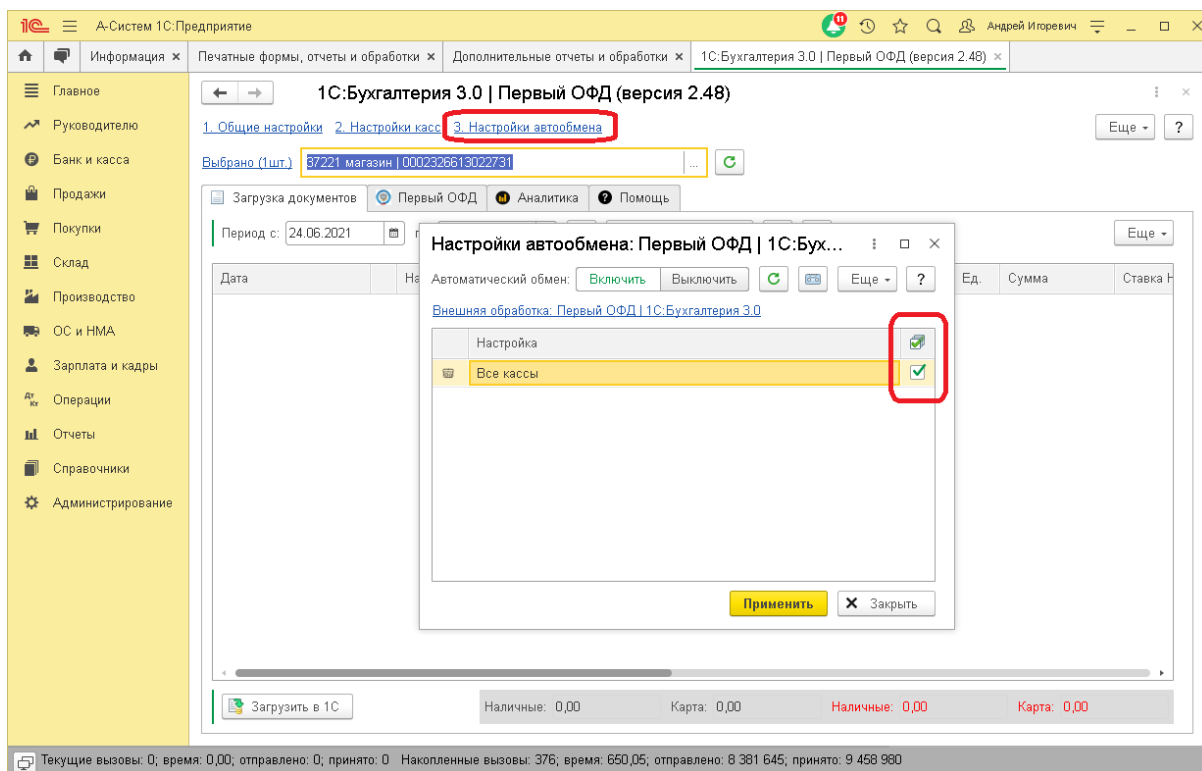 1С А-Систем 1С:Предприятие 11 Андрей Игоревич
Информация × Печатные формы, отчеты и обработки × Дополнительные отчеты и обработки × 1С:Бухгалтерия 3.0 | Первый ОФД (версия 2.48) ×
Главное
Руководителю
Банк и касса
Продажи
Покупки
Склад
Производство
ОС и НМА
Зарплата и кадры
Операции
Отчеты
Справочники
Администрирование
1С:Бухгалтерия 3.0 | Первый ОФД (версия 2.48)
1. Общие настройки 2. Настройки касс 3. Настройки автообмена Еще ?
Выбрано (1шт.) 37221 магазин | 0002326613022731 ...
Загрузка документов Первый ОФД Аналитика Помощь
Период с: 24.06.2021 Еще
Дата На Ед. Сумма Ставка Н
Настройки автообмена: Первый ОФД | 1С:Бух...
Автоматический обмен: Включить Выключить Еще ?
Внешняя обработка: Первый ОФД | 1С:Бухгалтерия 3.0
Настройка
Все кассы
Применить Закрыть
Загрузить в 1С Наличные: 0,00 Карта: 0,00 Наличные: 0,00 Карта: 0,00
Текущие вызовы: 0; время: 0,00; отправлено: 0; принято: 0 Накопленные вызовы: 376; время: 650,05; отправлено: 8 381 645; принято: 9 458 980